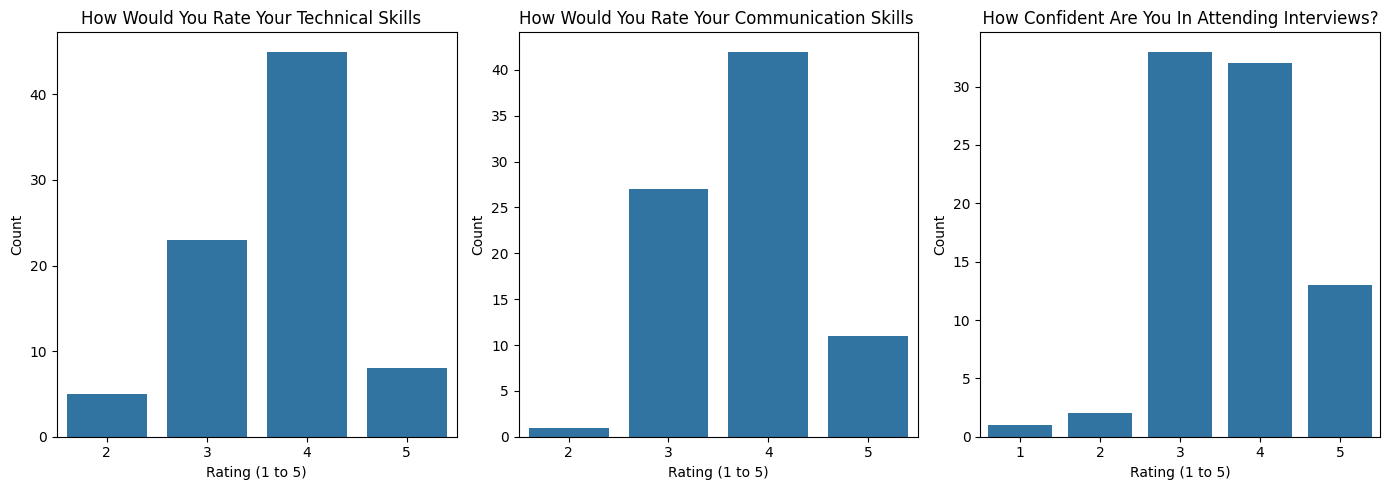 How Would You Rate Your Technical Skills
Count
40
30
20
10
0
2 3 4 5
Rating (1 to 5)
How Would You Rate Your Communication Skills
Count
40
35
30
25
20
15
10
5
0
2 3 4 5
Rating (1 to 5)
How Confident Are You In Attending Interviews?
Count
30
25
20
15
10
5
0
1 2 3 4 5
Rating (1 to 5)